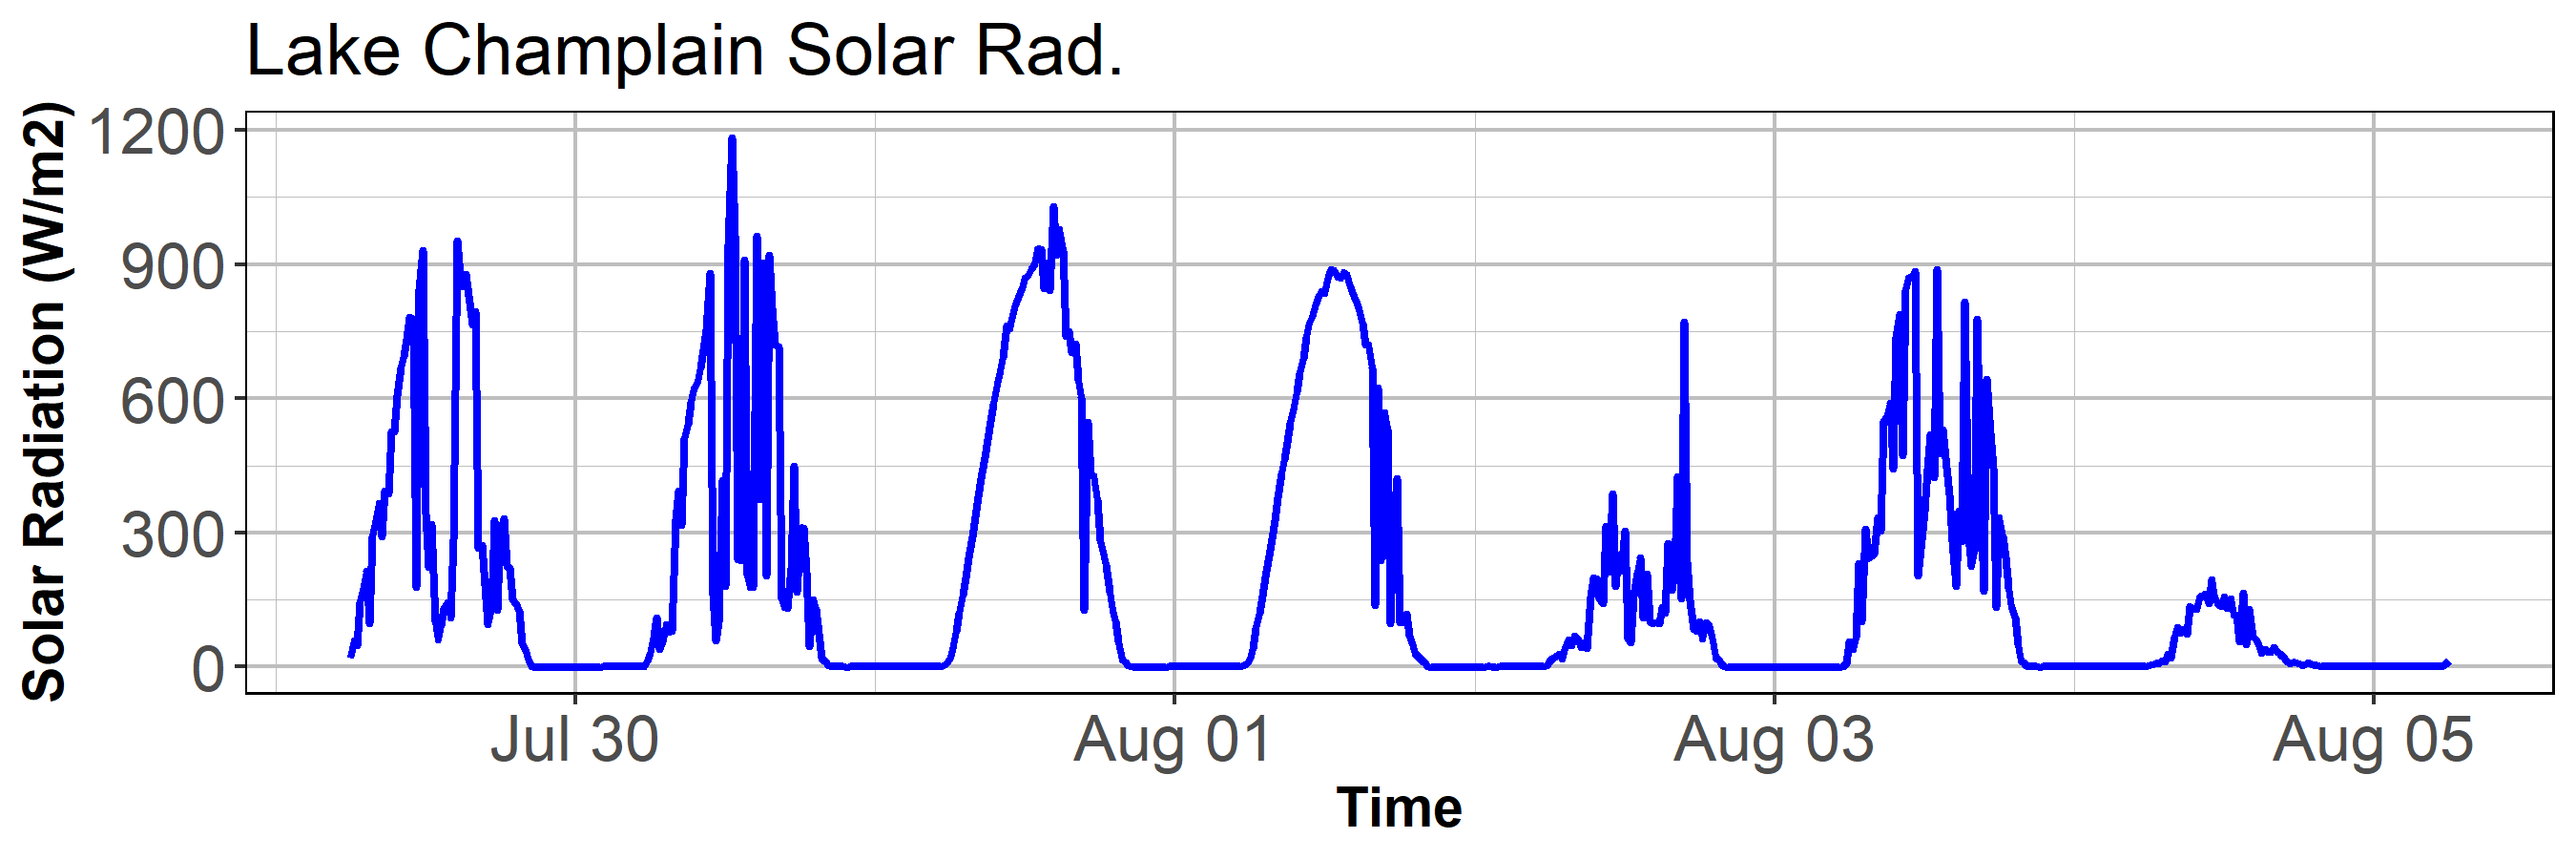 Lake Champlain Solar Rad.
Solar Radiation (W/m2)
1200
900
600
300
0
Jul 30
Aug 01
Aug 03
Aug 05
Time